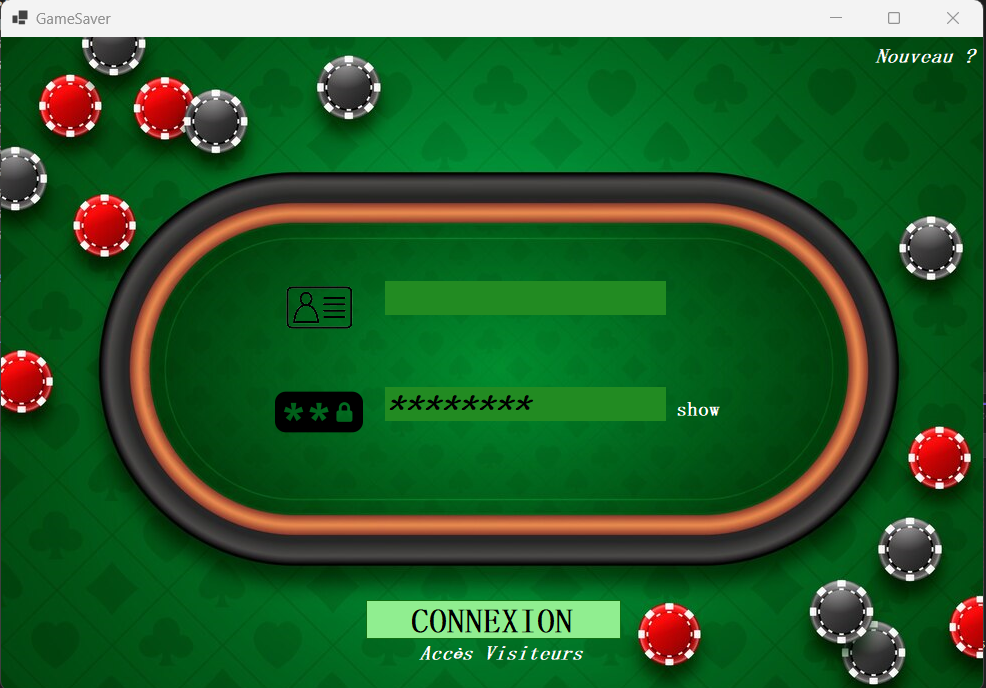 GameSaver
Nouveau ?
********
show
**
CONNEXION
Accès Visiteurs